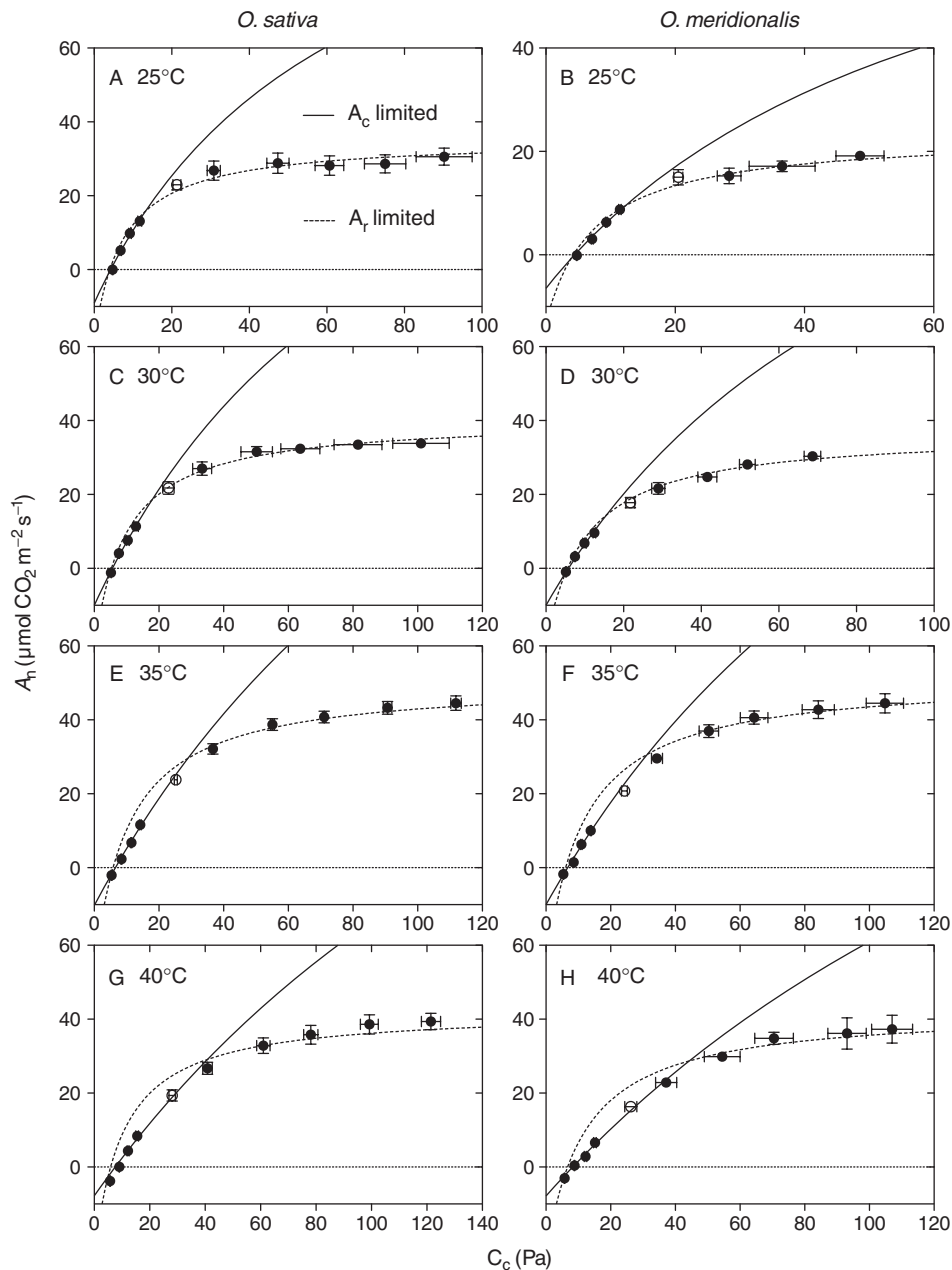 O. sativa
O. meridionalis
A 25°C
A_c limited
A_r limited
60
40
20
0
0 20 40 60 80 100
B 25°C
40
30
20
10
0
0 20 40 60
C 30°C
60
40
20
0
0 20 40 60 80 100 120
D 30°C
60
40
20
0
0 20 40 60 80 100
E 35°C
60
40
20
0
0 20 40 60 80 100 120
F 35°C
60
40
20
0
0 20 40 60 80 100 120
G 40°C
60
40
20
0
0 20 40 60 80 100 120 140
H 40°C
60
40
20
0
0 20 40 60 80 100 120
A_n (μmol CO₂ m⁻² s⁻¹)
C_c (Pa)